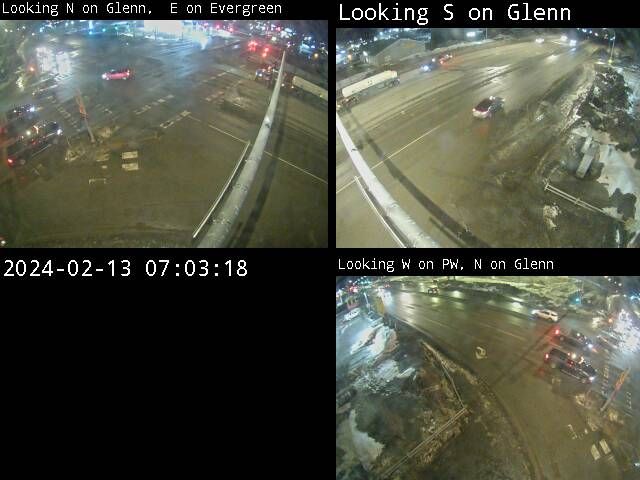 Looking N on Glenn,  E on Evergreen
Looking S on Glenn
2024-02-13 07:03:18
Looking W on PW, N on Glenn